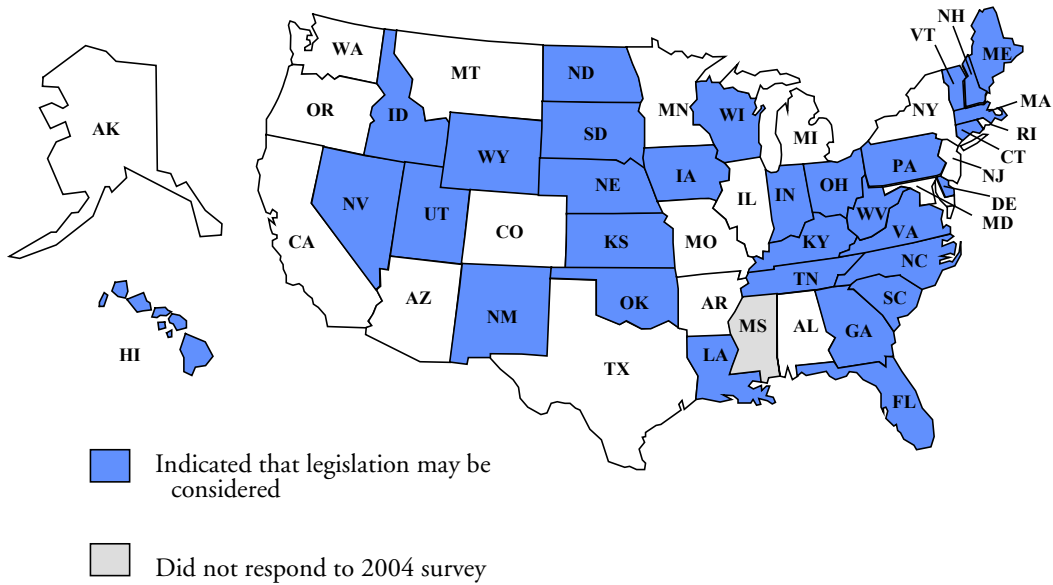 NH
VT
ME
WA
MT
ND
MN
NY
MA
AK
OR
ID
SD
WI
MI
RI
WY
CT
PA
NJ
IA
NE
OH
IN
NV
IL
DE
UT
WV
MD
CO
VA
CA
KS
MO
KY
NC
TN
AZ
OK
AR
SC
NM
MS
AL
GA
HI
LA
TX
FL
Indicated that legislation may be
considered
Did not respond to 2004 survey